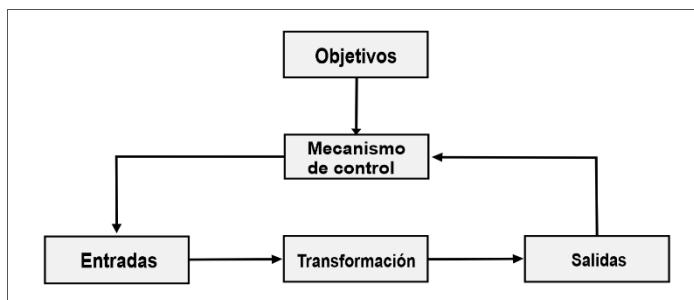 Objetivos
Mecanismo
de control
Entradas
Transformación
Salidas